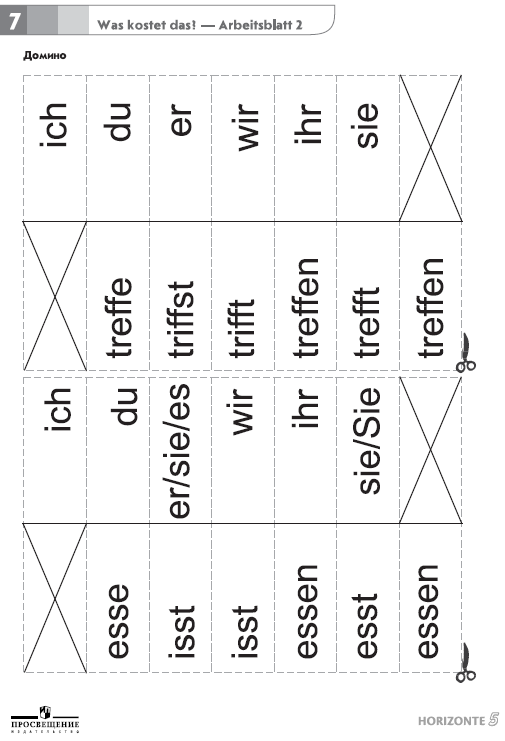 7 Was kostet das? — Arbeitsblatt 2
Домино
ich du er wir ihr sie
treffe triffst trifft treffen trefft treffen
ich du er/sie/es wir ihr sie/Sie
esse isst isst essen esst essen
ПРОСВЕЩЕНИЕ
ИЗДАТЕЛЬСТВО
HORIZONTE 5